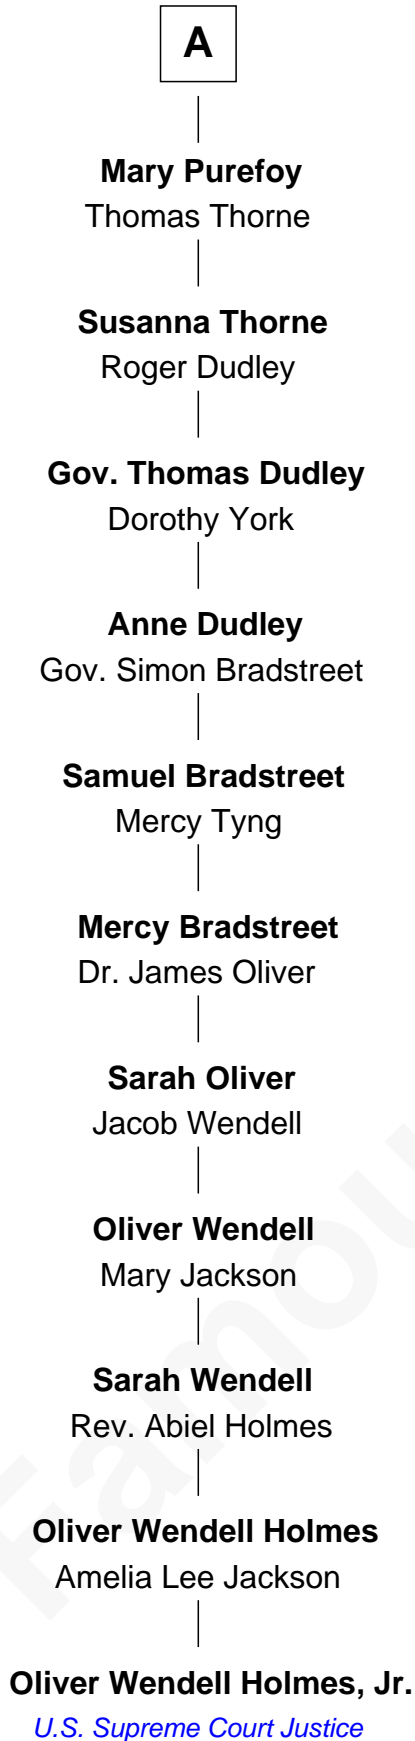 A
Mary Purefoy
Thomas Thorne
Susanna Thorne
Roger Dudley
Gov. Thomas Dudley
Dorothy York
Anne Dudley
Gov. Simon Bradstreet
Samuel Bradstreet
Mercy Tyng
Mercy Bradstreet
Dr. James Oliver
Sarah Oliver
Jacob Wendell
Oliver Wendell
Mary Jackson
Sarah Wendell
Rev. Abiel Holmes
Oliver Wendell Holmes
Amelia Lee Jackson
Oliver Wendell Holmes, Jr.
U.S. Supreme Court Justice
Famou